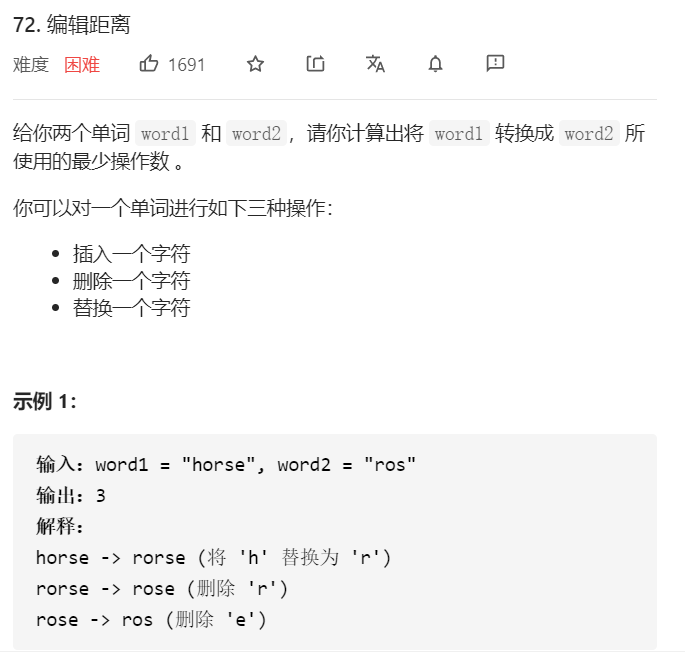 72. 编辑距离
难度 困难 1691
给你两个单词 word1 和 word2，请你计算出将 word1 转换成 word2 所
使用的最少操作数 。
你可以对一个单词进行如下三种操作：
插入一个字符
删除一个字符
替换一个字符
示例 1：
输入：word1 = "horse", word2 = "ros"
输出：3
解释：
horse -> rorse (将 'h' 替换为 'r')
rorse -> rose (删除 'r')
rose -> ros (删除 'e')